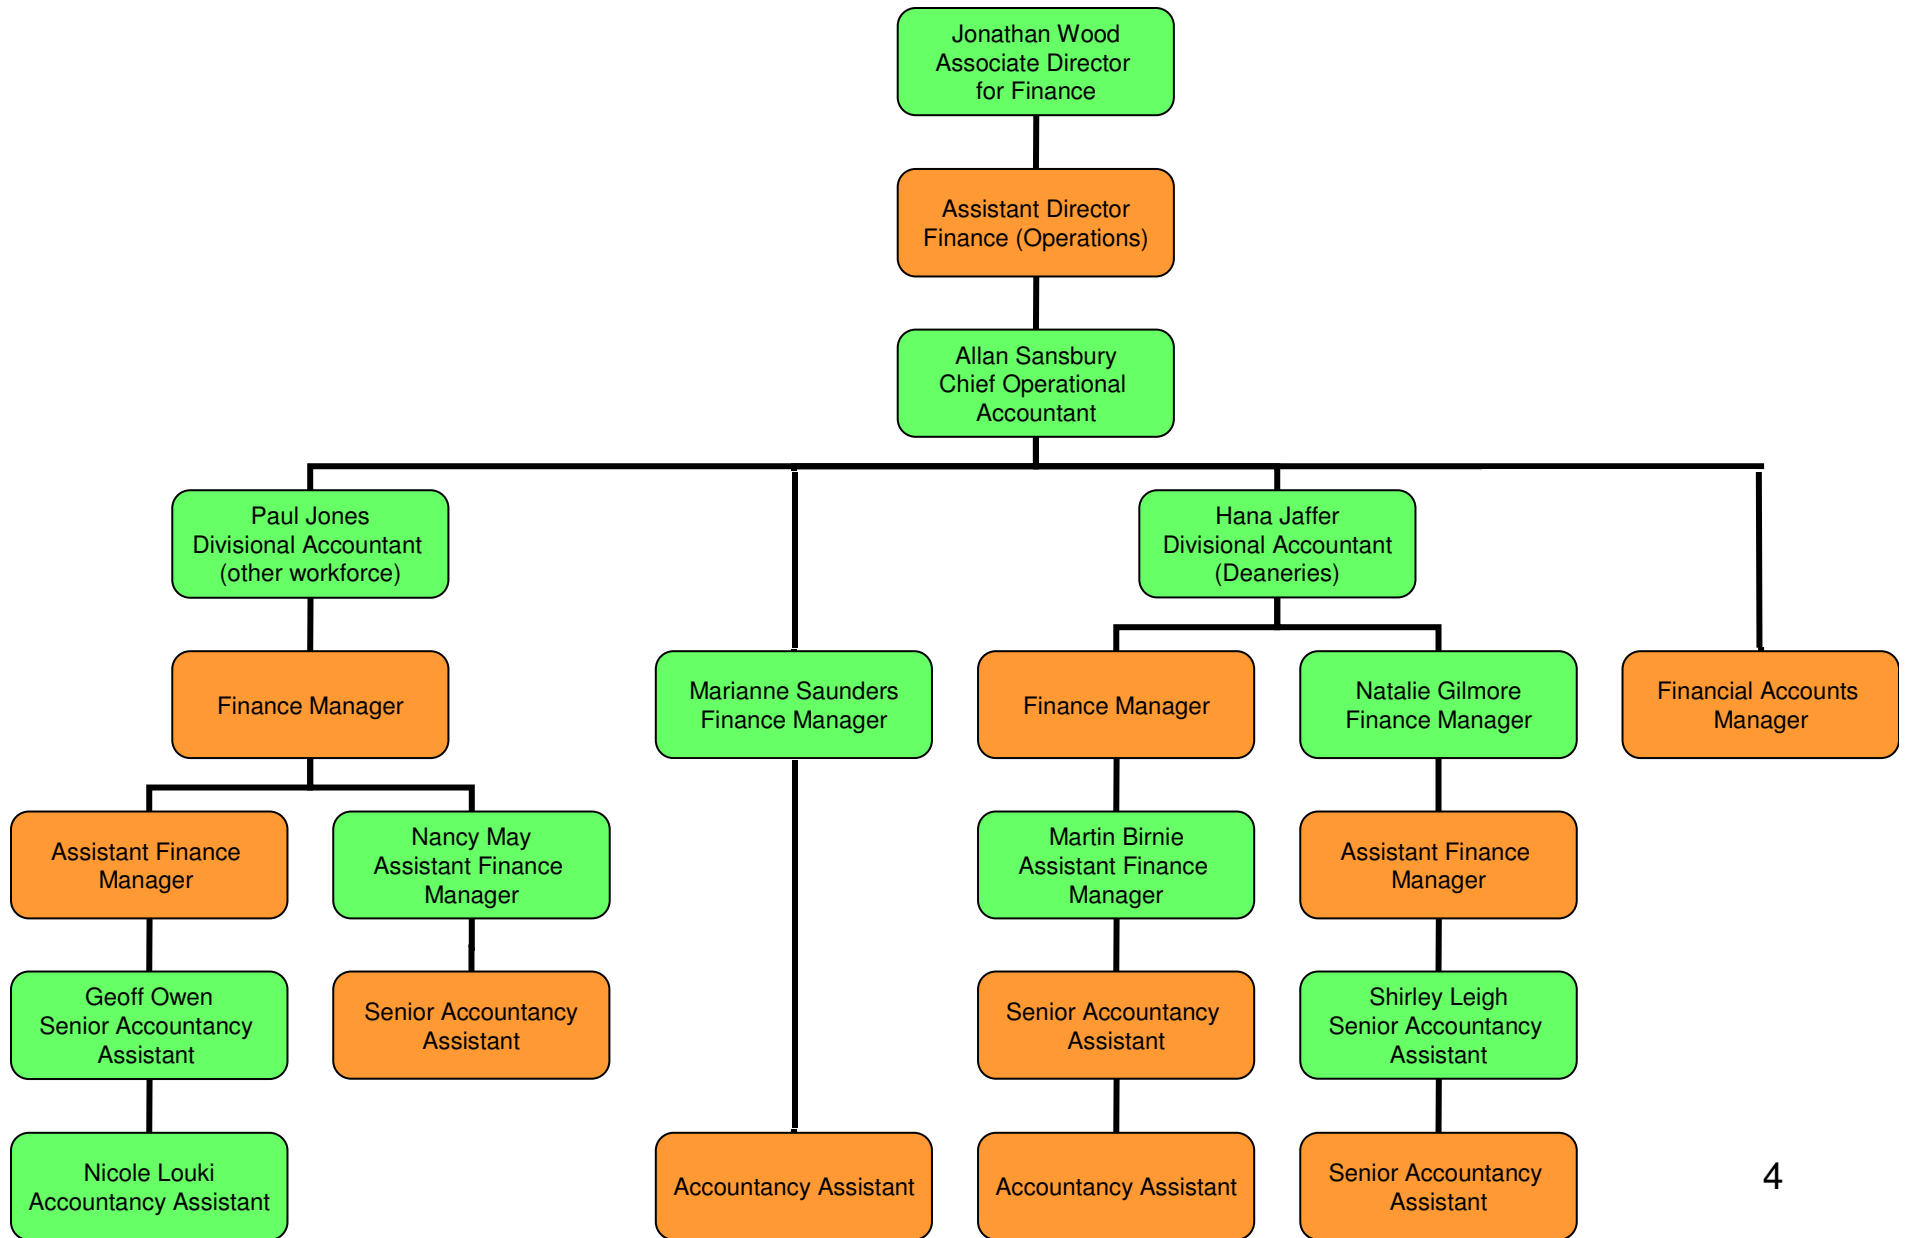 Jonathan Wood
Associate Director
for Finance
Assistant Director
Finance (Operations)
Allan Sansbury
Chief Operational
Accountant
Paul Jones
Divisional Accountant
(other workforce)
Hana Jaffer
Divisional Accountant
(Deaneries)
Finance Manager
Marianne Saunders
Finance Manager
Finance Manager
Natalie Gilmore
Finance Manager
Financial Accounts
Manager
Assistant Finance
Manager
Nancy May
Assistant Finance
Manager
Martin Birnie
Assistant Finance
Manager
Assistant Finance
Manager
Geoff Owen
Senior Accountancy
Assistant
Senior Accountancy
Assistant
Senior Accountancy
Assistant
Shirley Leigh
Senior Accountancy
Assistant
Nicole Louki
Accountancy Assistant
Accountancy Assistant
Accountancy Assistant
Senior Accountancy
Assistant
4